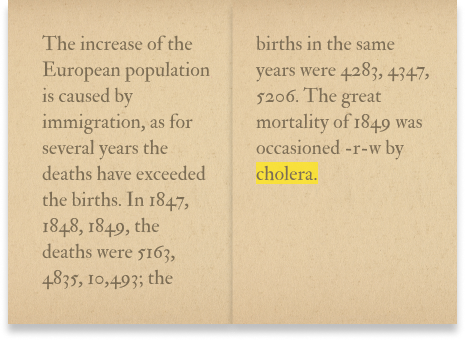 The increase of the
European population
is caused by
immigration, as for
several years the
deaths have exceeded
the births. In 1847,
1848, 1849, the
deaths were 5163,
4835, 10,493; the
births in the same
years were 4283, 4347,
5206. The great
mortality of 1849 was
occasioned -r-w by
cholera.